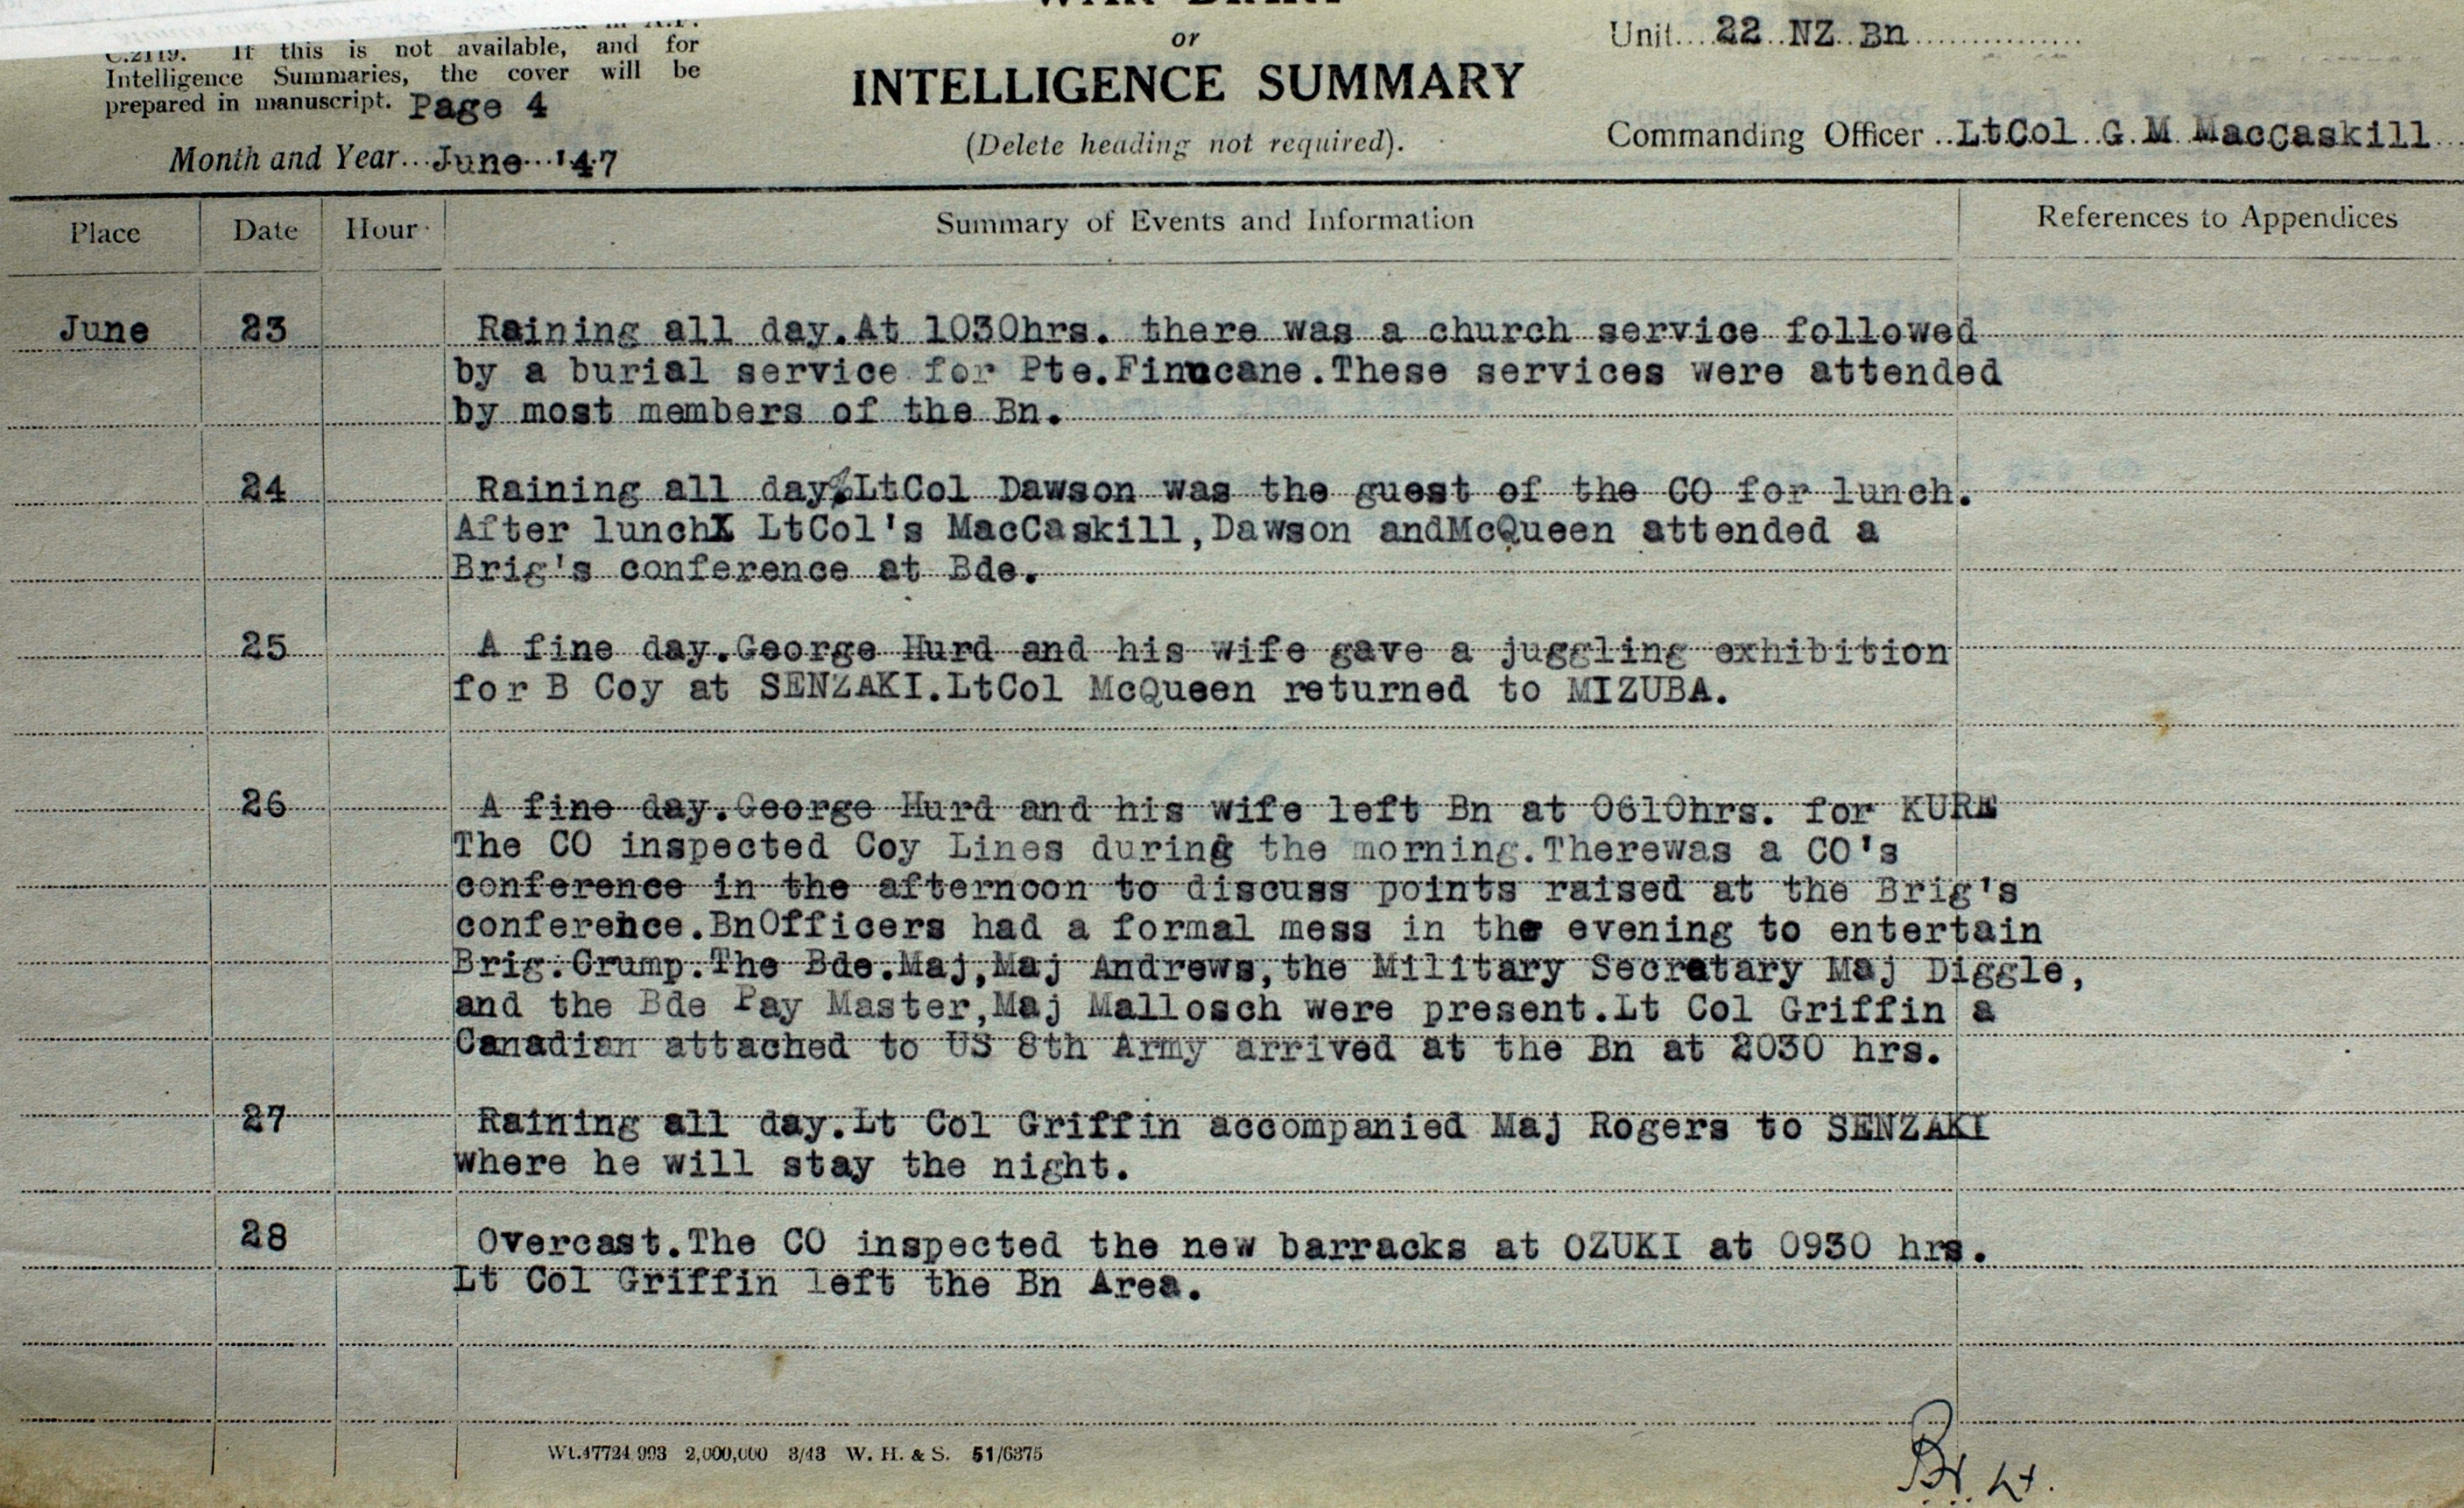 WAR DIARY
or
INTELLIGENCE SUMMARY
(Delete heading not required).
C.2119. If this is not available, and for
Intelligence Summaries, the cover will be
prepared in manuscript. Page 4
Month and Year...June...'47
Unit....22 NZ Bn
Commanding Officer..LtCol G.M MacCaskill...
Place Date Hour Summary of Events and Information References to Appendices
June 23 Raining all day.At 1030hrs. there was a church service followed
by a burial service for Pte.Finucane.These services were attended
by most members of the Bn.
24 Raining all day LtCol Dawson was the guest of the CO for lunch.
After lunch LtCol's MacCaskill,Dawson andMcQueen attended a
Brig's conference at Bde.
25 A fine day.George Hurd and his wife gave a juggling exhibition
for B Coy at SENZAKI.LtCol McQueen returned to MIZUBA.
26 A fine day.George Hurd and his wife left Bn at 0610hrs. for KURE
The CO inspected Coy Lines during the morning.Therewas a CO's
conference in the afternoon to discuss points raised at the Brig's
conference.BnOfficers had a formal mess in the evening to entertain
Brig.Crump.The Bde.Maj,Maj Andrews,the Military Secratary Maj Diggle,
and the Bde Pay Master,Maj Mallosch were present.Lt Col Griffin a
Canadian attached to US 8th Army arrived at the Bn at 2030 hrs.
27 Raining all day.Lt Col Griffin accompanied Maj Rogers to SENZAKI
where he will stay the night.
28 Overcast.The CO inspected the new barracks at OZUKI at 0930 hrs.
Lt Col Griffin left the Bn Area.
Wt.47724 993 2,000,000 3/43 W. H. & S. 51/6375